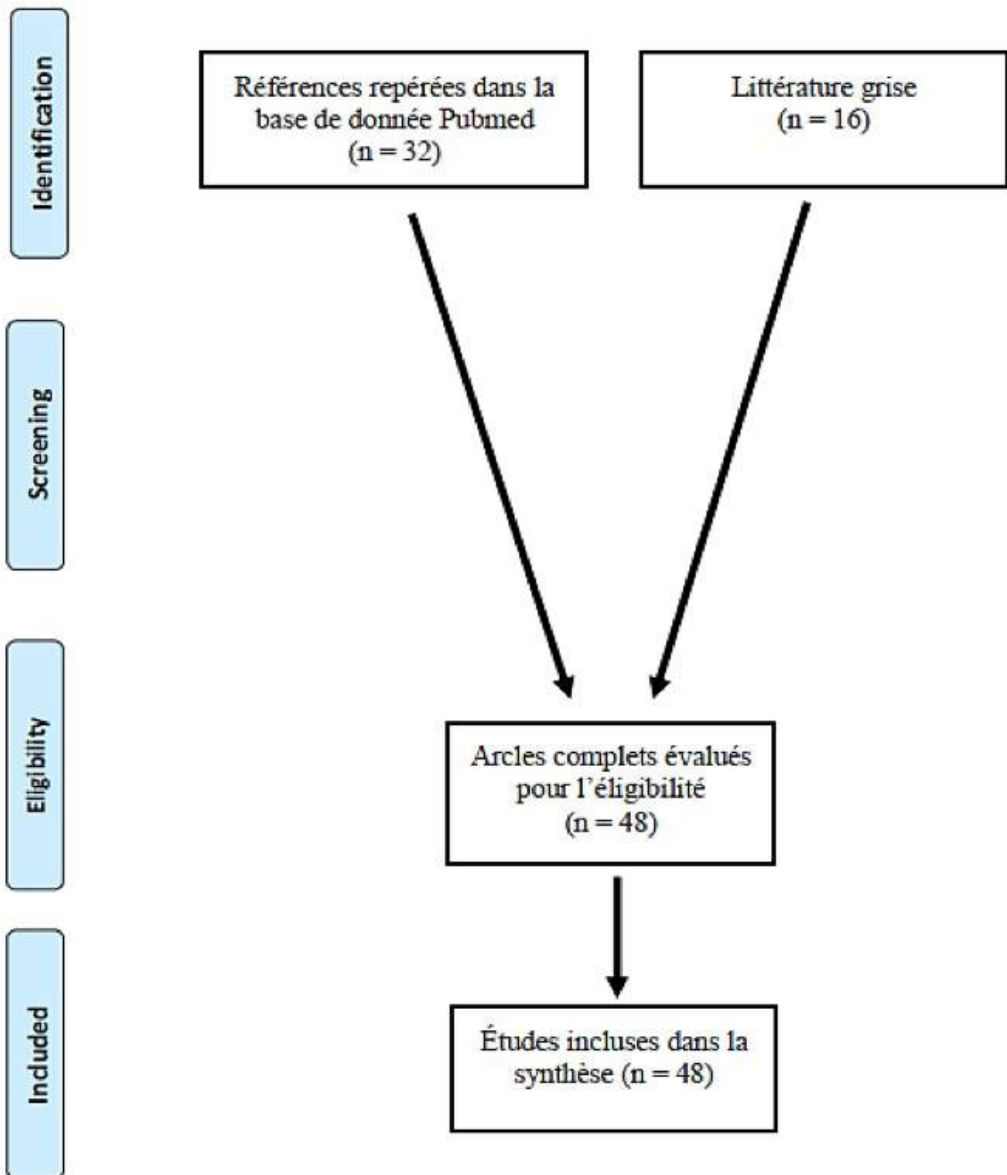 Identification
Références repérées dans la
base de donnée Pubmed
(n = 32)
Littérature grise
(n = 16)
Screening
Eligibility
Arcles complets évalués
pour l’éligibilité
(n = 48)
Included
Études incluses dans la
synthèse (n = 48)